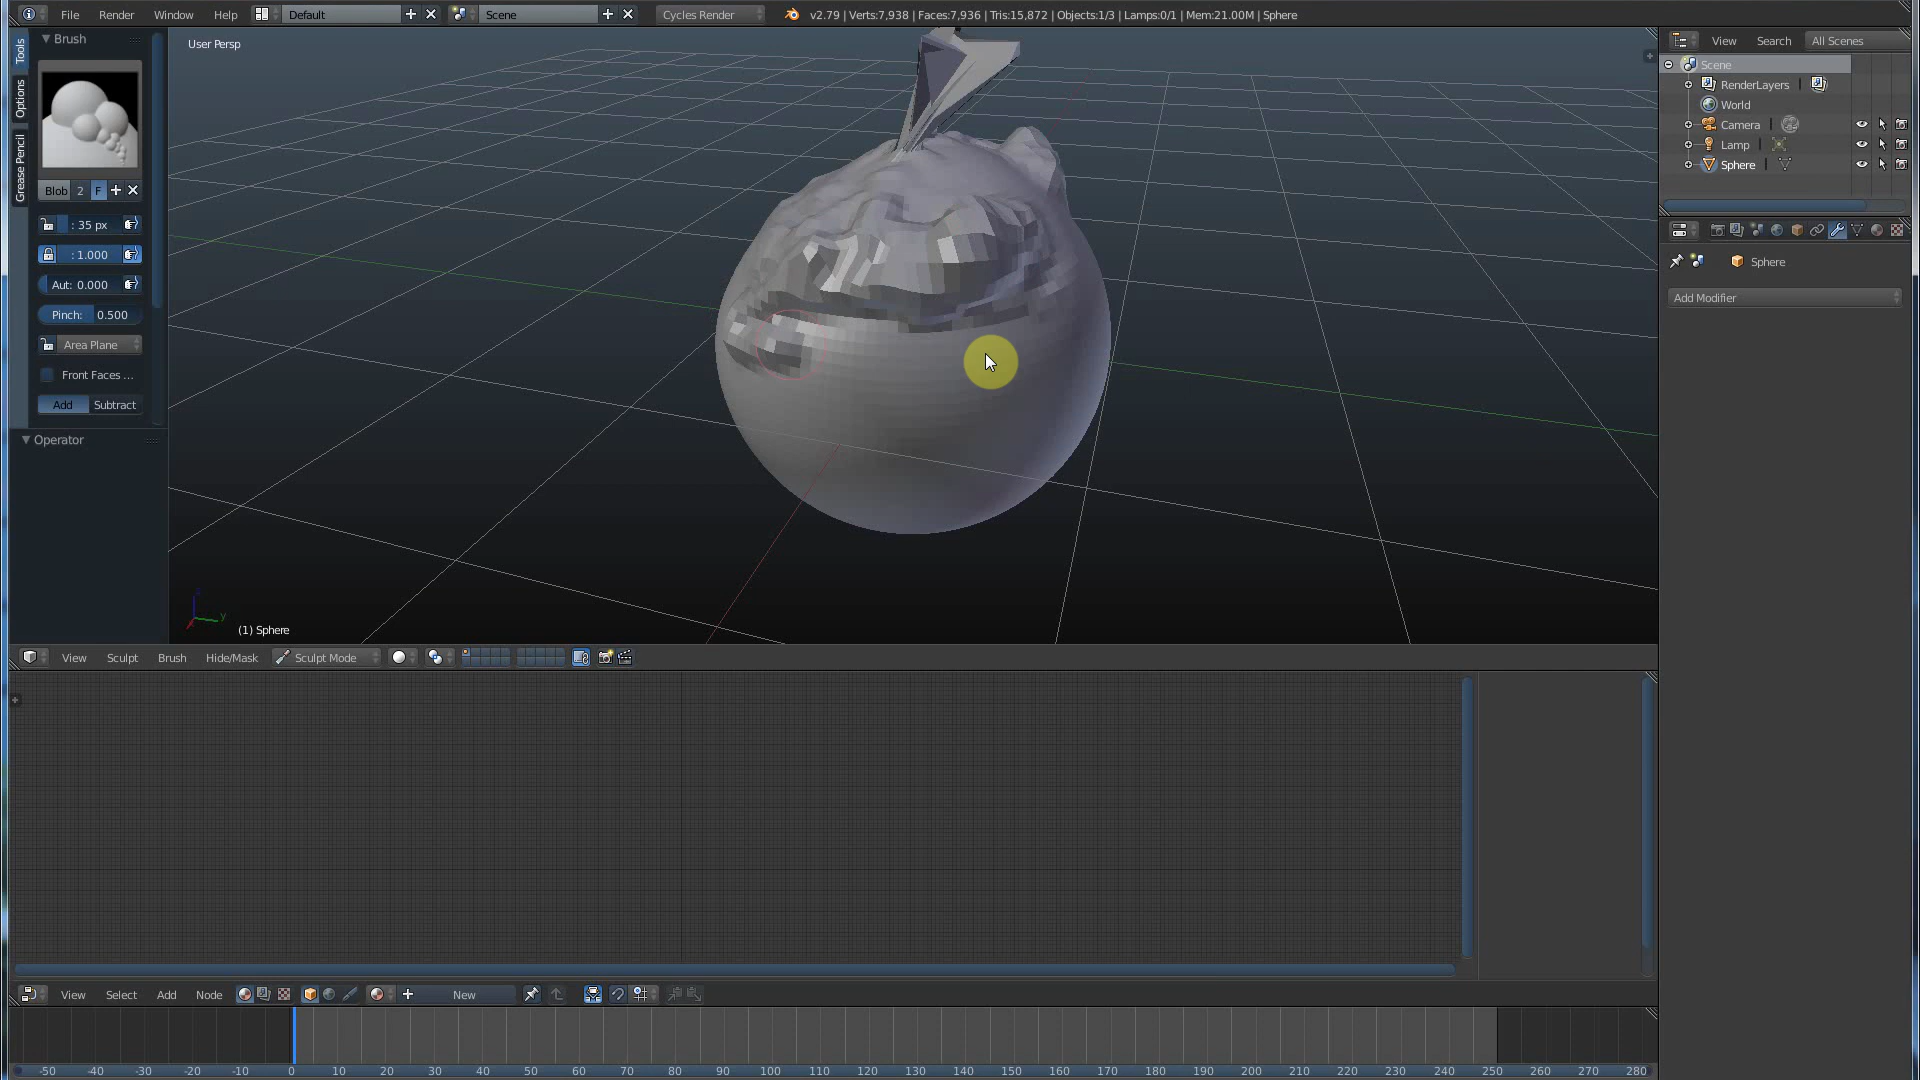 File Render Window Help Default Scene Cycles Render v2.79 | Verts:7,938 | Faces:7,936 | Tris:15,872 | Objects:1/3 | Lamps:0/1 | Mem:21.00M | Sphere
Tools
Options
Grease Pencil
Brush
Blob 2 F
: 35 px
: 1.000
Aut: 0.000
Pinch: 0.500
Area Plane
Front Faces ...
Add Subtract
Operator
User Persp
(1) Sphere
View Search All Scenes
Scene
RenderLayers
World
Camera
Lamp
Sphere
Sphere
Add Modifier
View Sculpt Brush Hide/Mask Sculpt Mode
View Select Add Node New
-50 -40 -30 -20 -10 0 10 20 30 40 50 60 70 80 90 100 110 120 130 140 150 160 170 180 190 200 210 220 230 240 250 260 270 280